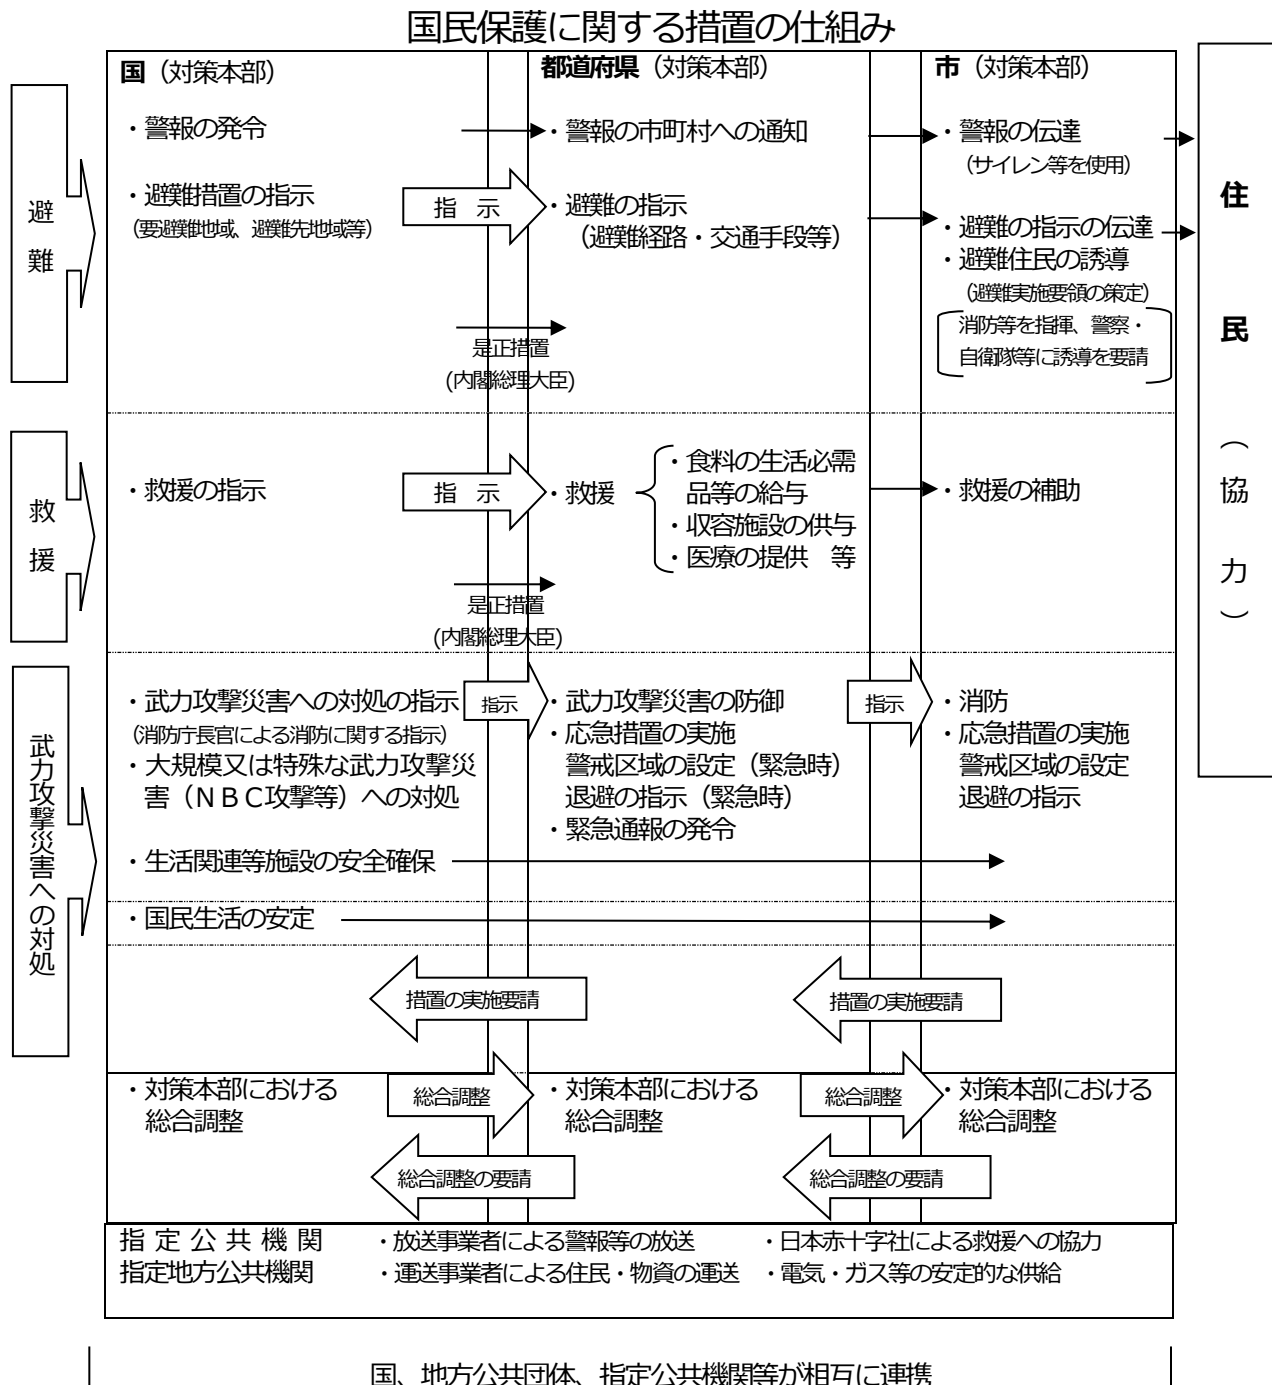 国民保護に関する措置の仕組み
国（対策本部）
都道府県（対策本部）
市（対策本部）
避難
・警報の発令
・警報の市町村への通知
・警報の伝達
（サイレン等を使用）
・避難措置の指示
（要避難地域、避難先地域等）
指 示
・避難の指示
（避難経路・交通手段等）
・避難の指示の伝達
・避難住民の誘導
（避難実施要領の策定）
消防等を指揮、警察・
自衛隊等に誘導を要請
是正措置
(内閣総理大臣)
住民（協力）
救援
・救援の指示
指 示
・救援
・食料の生活必需
品等の給与
・収容施設の供与
・医療の提供 等
・救援の補助
是正措置
(内閣総理大臣)
武力攻撃災害への対処
・武力攻撃災害への対処の指示
（消防庁長官による消防に関する指示）
・大規模又は特殊な武力攻撃災
害（ＮＢＣ攻撃等）への対処
指示
・武力攻撃災害の防御
・応急措置の実施
警戒区域の設定（緊急時）
退避の指示（緊急時）
・緊急通報の発令
指示
・消防
・応急措置の実施
警戒区域の設定
退避の指示
・生活関連等施設の安全確保
・国民生活の安定
措置の実施要請
措置の実施要請
・対策本部における
総合調整
総合調整
・対策本部における
総合調整
総合調整
・対策本部における
総合調整
総合調整の要請
総合調整の要請
指 定 公 共 機 関 ・放送事業者による警報等の放送 ・日本赤十字社による救援への協力
指定地方公共機関 ・運送事業者による住民・物資の運送 ・電気・ガス等の安定的な供給
国、地方公共団体、指定公共機関等が相互に連携